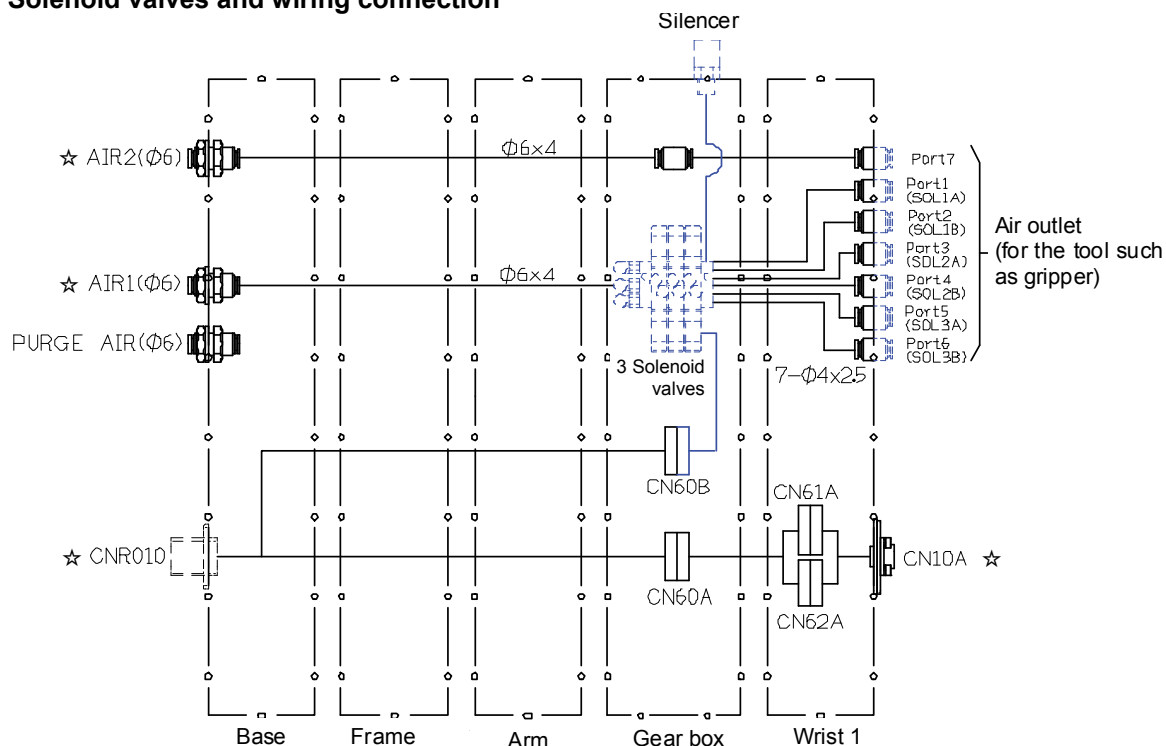 Solenoid valves and wiring connection
Silencer
☆ AIR2(Φ6)
Φ6×4
Port7
Port1
(SOL1A)
Port2
(SOL1B)
Port3
(SOL2A)
Port4
(SOL2B)
Port5
(SOL3A)
Port6
(SOL3B)
Air outlet
(for the tool such
as gripper)
☆ AIR1(Φ6)
Φ6×4
PURGE AIR(Φ6)
3 Solenoid
valves
7-Φ4×2.5
CN60B
CN61A
☆ CNR010
CN10A ☆
CN60A
CN62A
Base
Frame
Arm
Gear box
Wrist 1